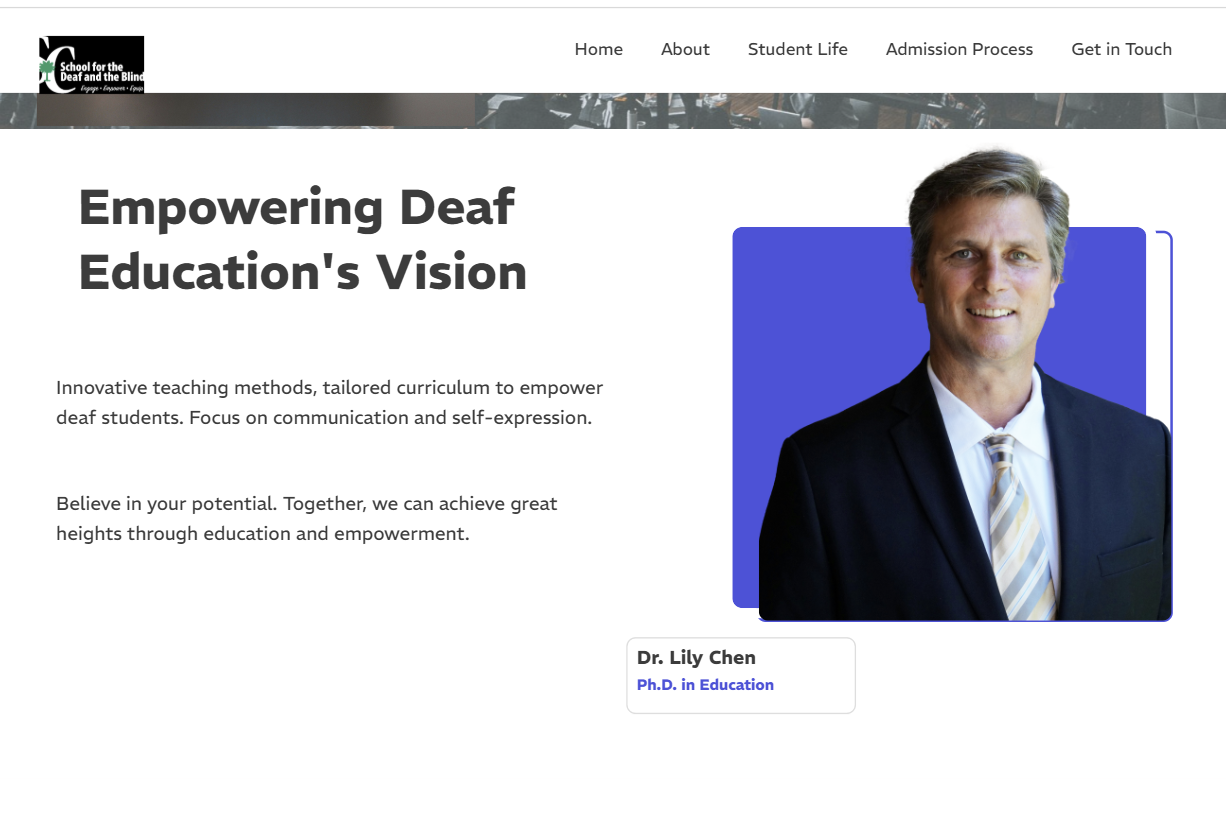 School for the
Deaf and the Blind
Engage • Empower • Equip
Home About Student Life Admission Process Get in Touch
Empowering Deaf
Education's Vision
Innovative teaching methods, tailored curriculum to empower
deaf students. Focus on communication and self-expression.
Believe in your potential. Together, we can achieve great
heights through education and empowerment.
Dr. Lily Chen
Ph.D. in Education